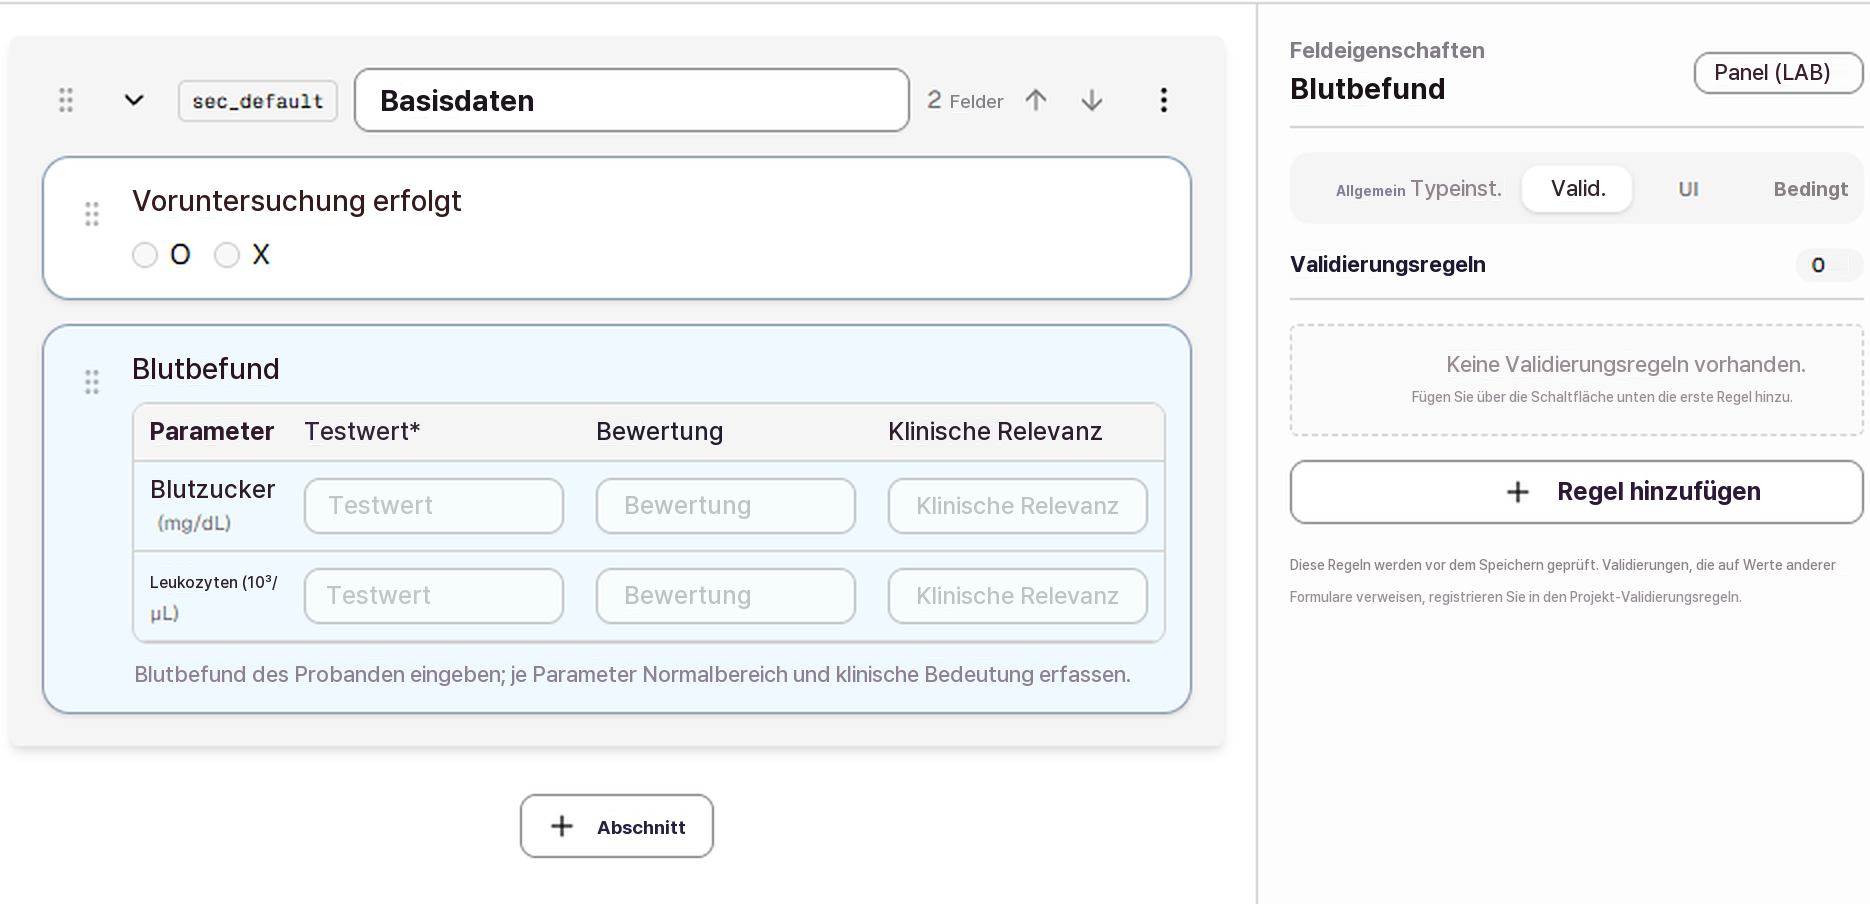 sec_default Basisdaten 2 Felder
Voruntersuchung erfolgt
O X
Blutbefund
Parameter Testwert* Bewertung Klinische Relevanz
Blutzucker (mg/dL) Testwert Bewertung Klinische Relevanz
Leukozyten (10³/ µL) Testwert Bewertung Klinische Relevanz
Blutbefund des Probanden eingeben; je Parameter Normalbereich und klinische Bedeutung erfassen.
+ Abschnitt
Feldeigenschaften
Blutbefund
Panel (LAB)
Allgemein Typeinst. Valid. UI Bedingt
Validierungsregeln 0
Keine Validierungsregeln vorhanden.
Fügen Sie über die Schaltfläche unten die erste Regel hinzu.
+ Regel hinzufügen
Diese Regeln werden vor dem Speichern geprüft. Validierungen, die auf Werte anderer
Formulare verweisen, registrieren Sie in den Projekt-Validierungsregeln.